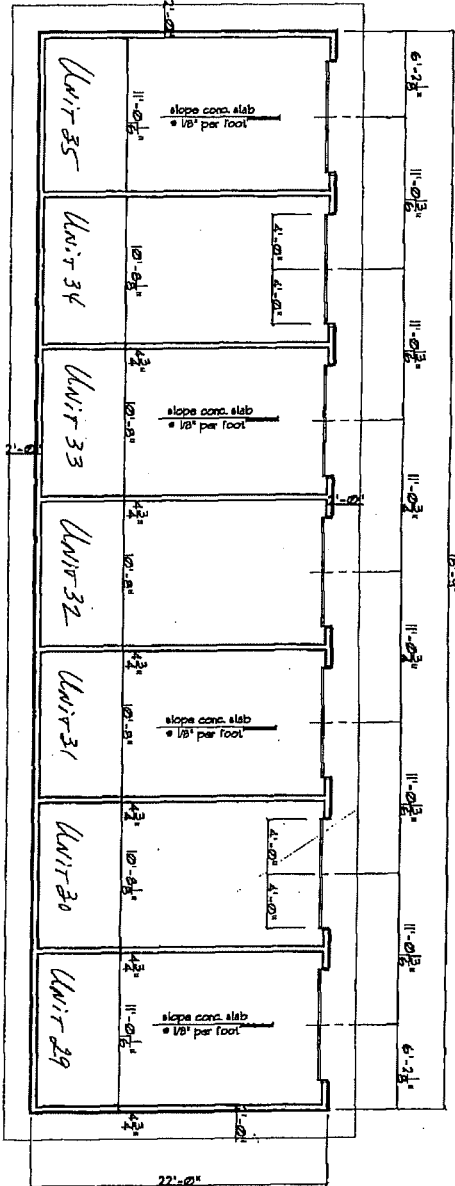 2'-0"
6'-2 1/8"
Unit 35
11'-0 1/16"
slope conc. slab
@ 1/8" per foot
11'-0 13/16"
Unit 34
10'-8 1/8"
4'-0"
4'-0"
11'-0 13/16"
4 3/4"
Unit 33
10'-8"
slope conc. slab
@ 1/8" per foot
2'-0"
4 3/4"
11'-0 3/4"
Unit 32
10'-8"
4 3/4"
11'-0 3/4"
Unit 31
10'-8"
slope conc. slab
@ 1/8" per foot
4 3/4"
11'-0 13/16"
Unit 30
10'-8 1/8"
4'-0"
4'-0"
4 3/4"
11'-0 13/16"
Unit 29
11'-0 1/16"
slope conc. slab
@ 1/8" per foot
6'-2 1/8"
4 3/4"
22'-0"